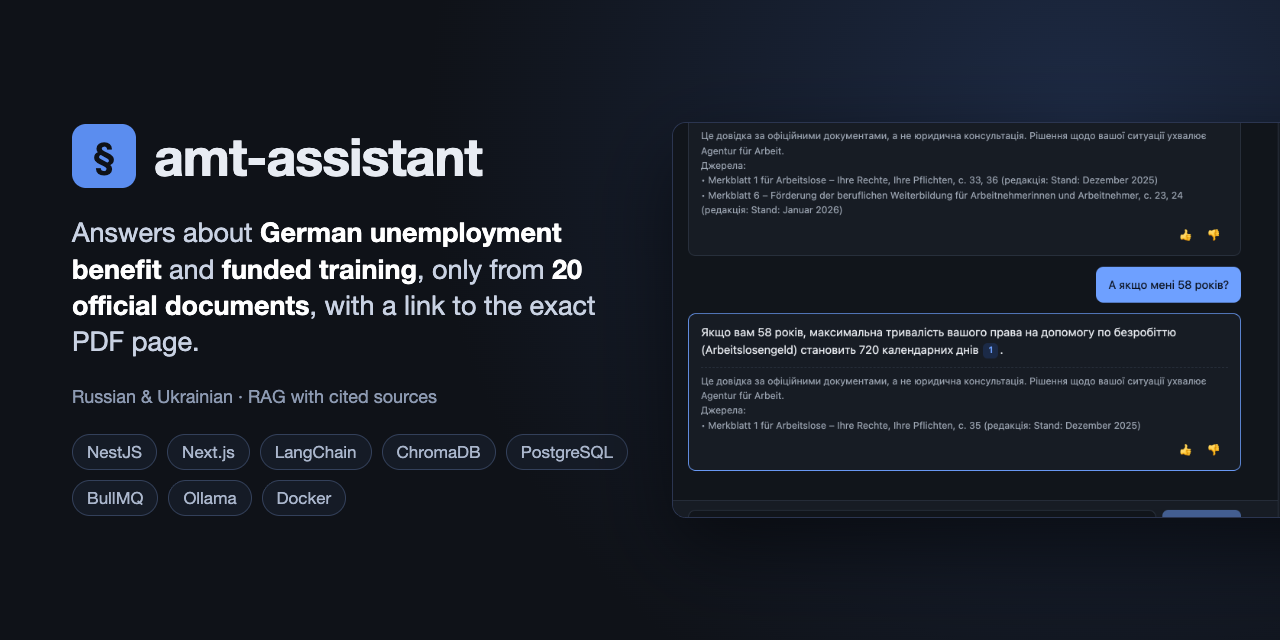 §
amt-assistant
Answers about German unemployment
benefit and funded training, only from 20
official documents, with a link to the exact
PDF page.
Russian & Ukrainian · RAG with cited sources
NestJS
Next.js
LangChain
ChromaDB
PostgreSQL
BullMQ
Ollama
Docker
Це довідка за офіційними документами, а не юридична консультація. Рішення щодо вашої ситуації ухвалює
Agentur für Arbeit.
Джерела:
• Merkblatt 1 für Arbeitslose – Ihre Rechte, Ihre Pflichten, с. 33, 36 (редакція: Stand: Dezember 2025)
• Merkblatt 6 – Förderung der beruflichen Weiterbildung für Arbeitnehmerinnen und Arbeitnehmer, с. 23, 24
(редакція: Stand: Januar 2026)
А якщо мені 58 років?
Якщо вам 58 років, максимальна тривалість вашого права на допомогу по безробіттю
(Arbeitslosengeld) становить 720 календарних днів 1 .
Це довідка за офіційними документами, а не юридична консультація. Рішення щодо вашої ситуації ухвалює
Agentur für Arbeit.
Джерела:
• Merkblatt 1 für Arbeitslose – Ihre Rechte, Ihre Pflichten, с. 35 (редакція: Stand: Dezember 2025)